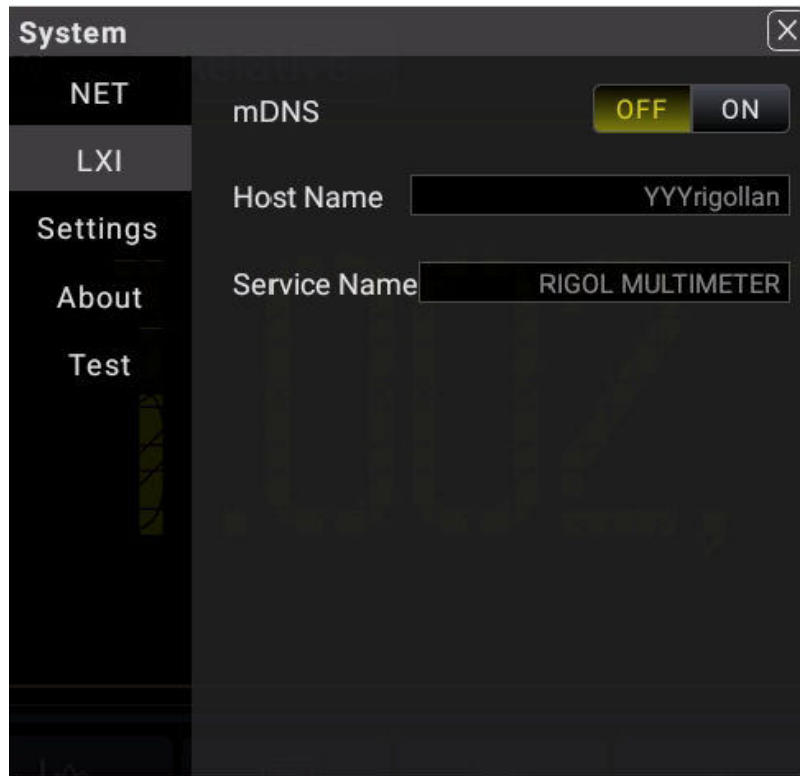 System
NET
LXI
Settings
About
Test
mDNS
OFF ON
Host Name
YYYrigollan
Service Name
RIGOL MULTIMETER